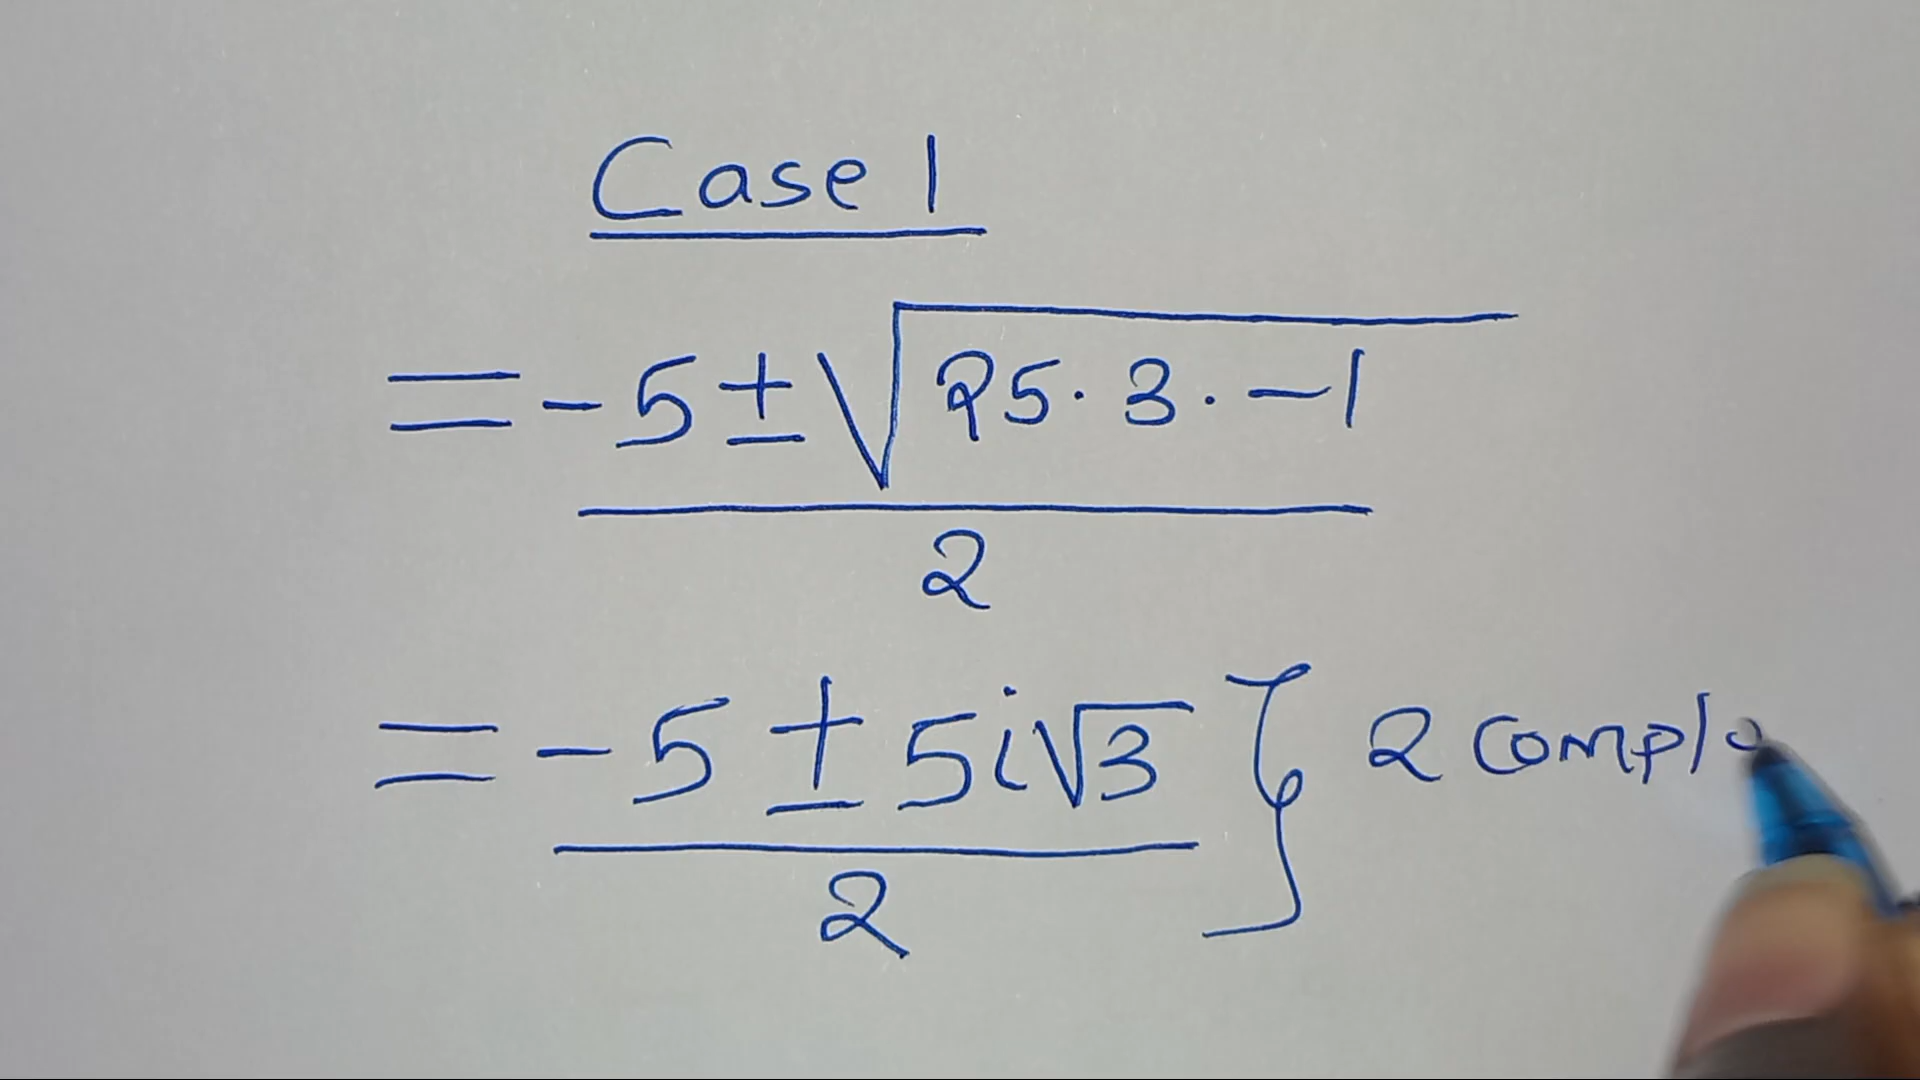 Case 1
= -5 ± √25 · 3 · -1
2
= -5 ± 5i√3 } 2 compl
2